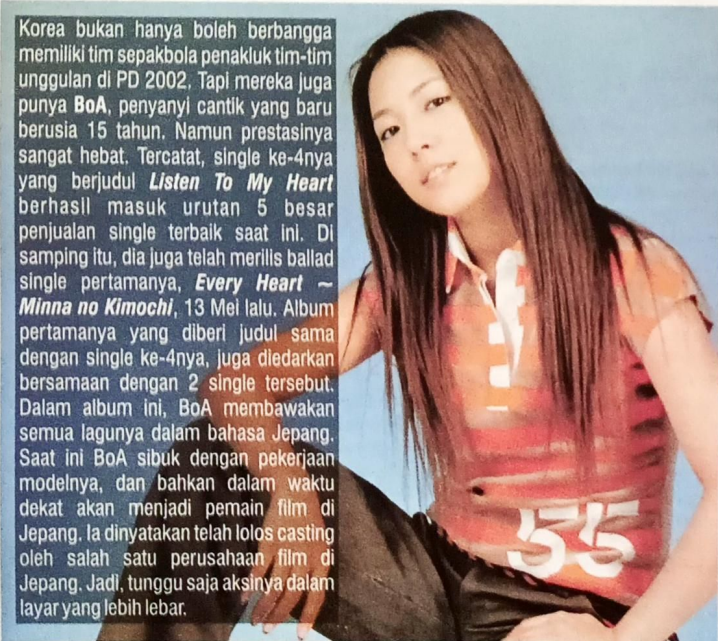 Korea bukan hanya boleh berbangga
memiliki tim sepakbola penakluk tim-tim
unggulan di PD 2002. Tapi mereka juga
punya BoA, penyanyi cantik yang baru
berusia 15 tahun. Namun prestasinya
sangat hebat. Tercatat, single ke-4nya
yang berjudul Listen To My Heart
berhasil masuk urutan 5 besar
penjualan single terbaik saat ini. Di
samping itu, dia juga telah merilis ballad
single pertamanya, Every Heart ~
Minna no Kimochi, 13 Mei lalu. Album
pertamanya yang diberi judul sama
dengan single ke-4nya, juga diedarkan
bersamaan dengan 2 single tersebut.
Dalam album ini, BoA membawakan
semua lagunya dalam bahasa Jepang.
Saat ini BoA sibuk dengan pekerjaan
modelnya, dan bahkan dalam waktu
dekat akan menjadi pemain film di
Jepang. Ia dinyatakan telah lolos casting
oleh salah satu perusahaan film di
Jepang. Jadi, tunggu saja aksinya dalam
layar yang lebih lebar.
55